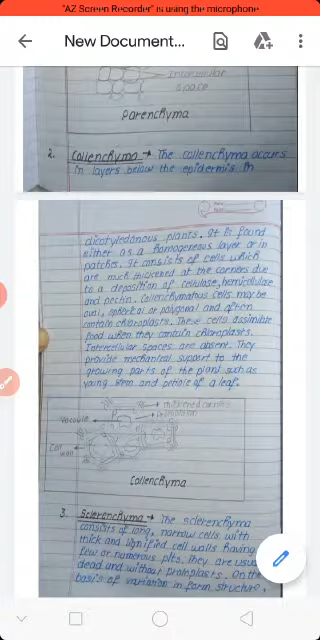 "AZ Screen Recorder" is using the microphone
New Document...
Intercellular
space
Parenchyma
2. Collenchyma → The collenchyma occurs
in layers below the epidermis in
dicotyledonous plants. It is found
either as a homogeneous layer or in
patches. It consists of cells which
are much thickened at the corners due
to a deposition of cellulose, hemicellulose
and pectin. Collenchymatous cells may be
oval, spherical or polygonal and often
contain chloroplasts. These cells assimilate
food when they contain chloroplasts.
Intercellular spaces are absent. They
provide mechanical support to the
growing parts of the plant such as
young stem and petiole of a leaf.
Thickened corners
Protoplasm
Vacuole
Cell
wall
Collenchyma
3. Sclerenchyma → The sclerenchyma
consists of long, narrow cells with
thick and lignified cell walls having a
few or numerous pits. They are usually
dead and without protoplasts. On the
basis of variation in form, structure,